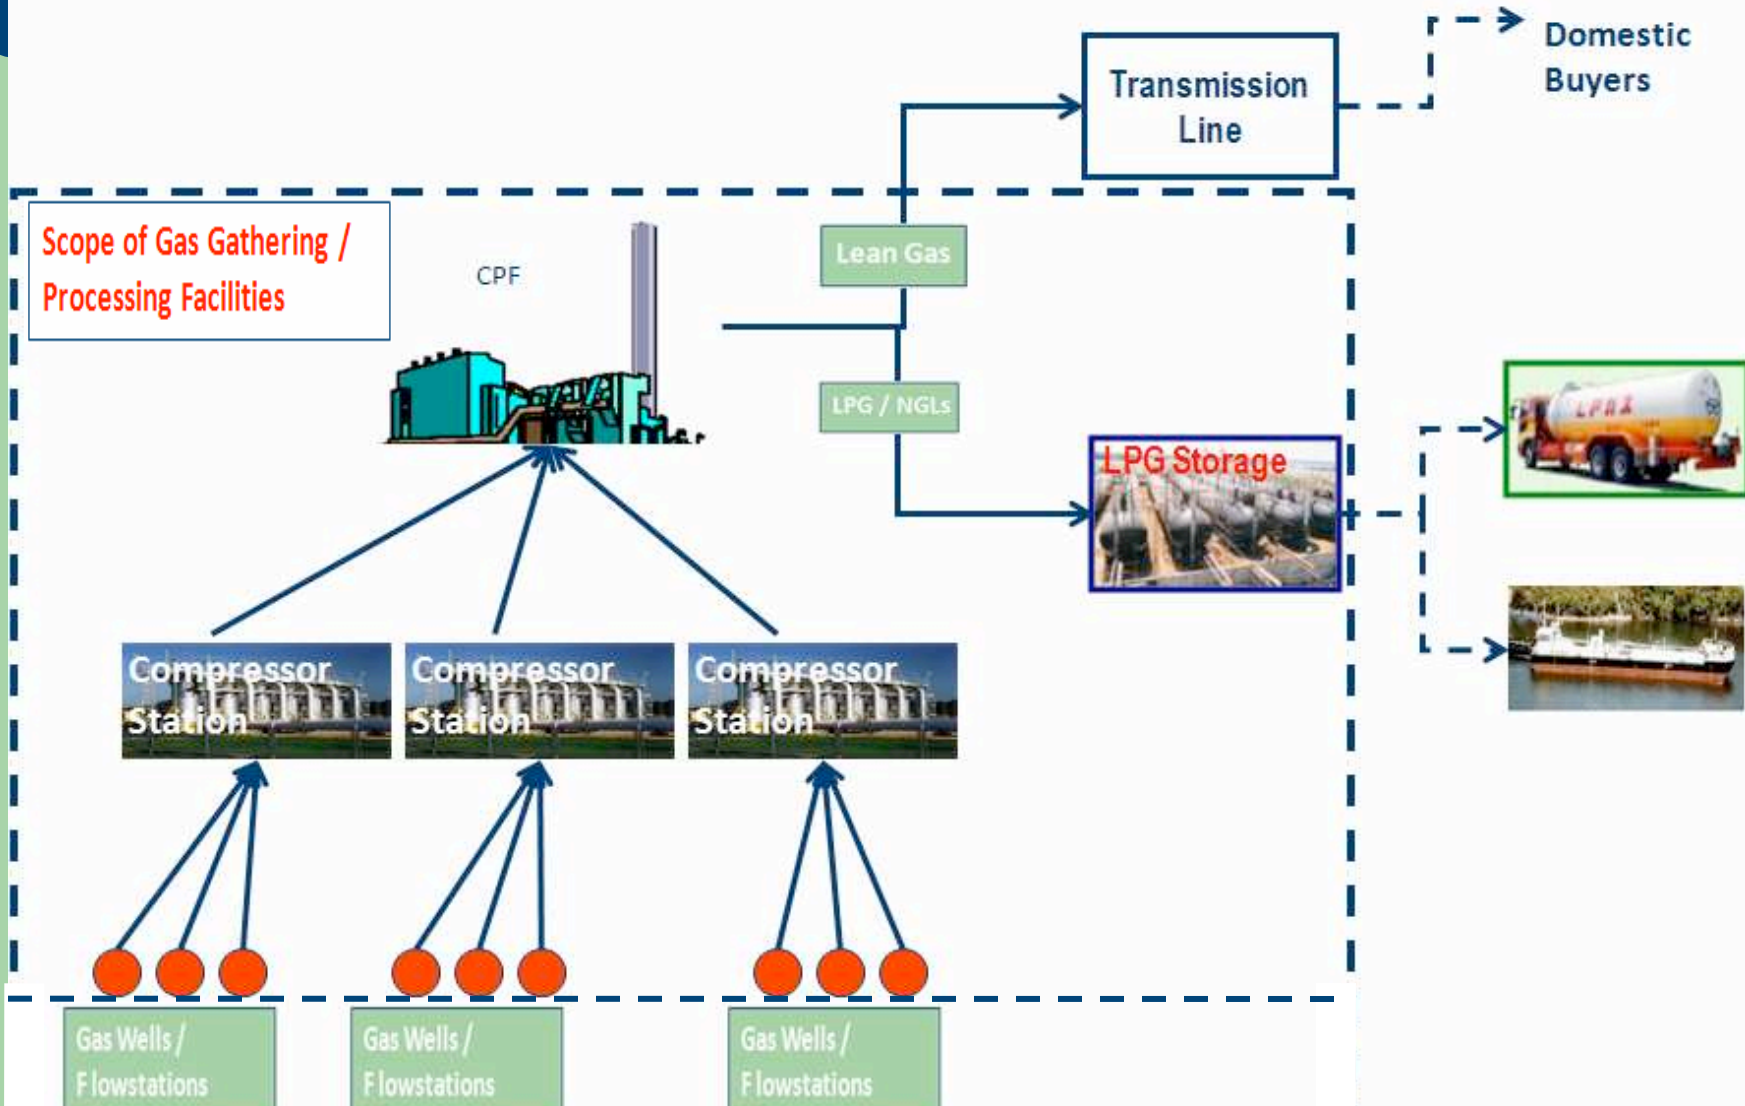 Domestic
Buyers
Transmission
Line
Scope of Gas Gathering /
Processing Facilities
CPF
Lean Gas
LPG / NGLs
LPG Storage
Compressor
Station
Compressor
Station
Compressor
Station
Gas Wells /
Flowstations
Gas Wells /
Flowstations
Gas Wells /
Flowstations